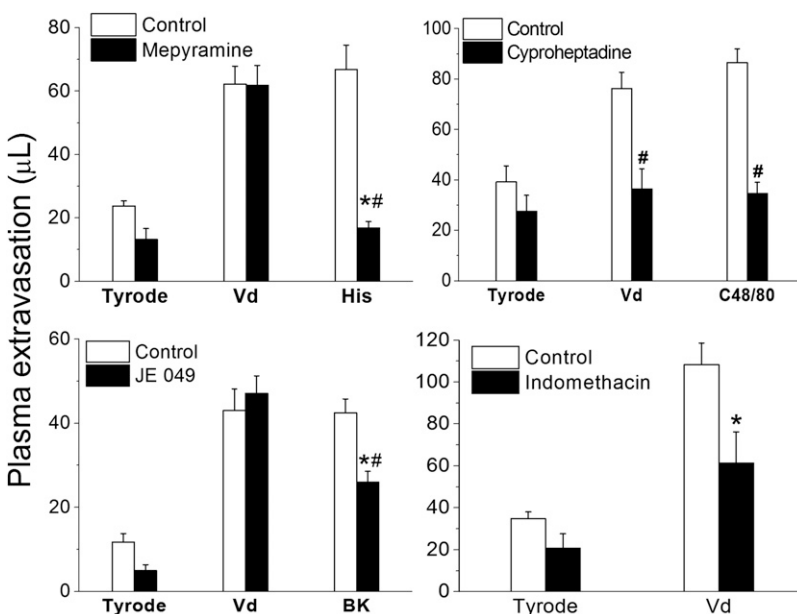 Plasma extravasation (μL)
80
60
40
20
0
Control
Mepyramine
*#
Tyrode Vd His
100
80
60
40
20
0
Control
Cyproheptadine
# #
Tyrode Vd C48/80
60
40
20
0
Control
JE 049
*#
Tyrode Vd BK
120
100
80
60
40
20
0
Control
Indomethacin
*
Tyrode Vd